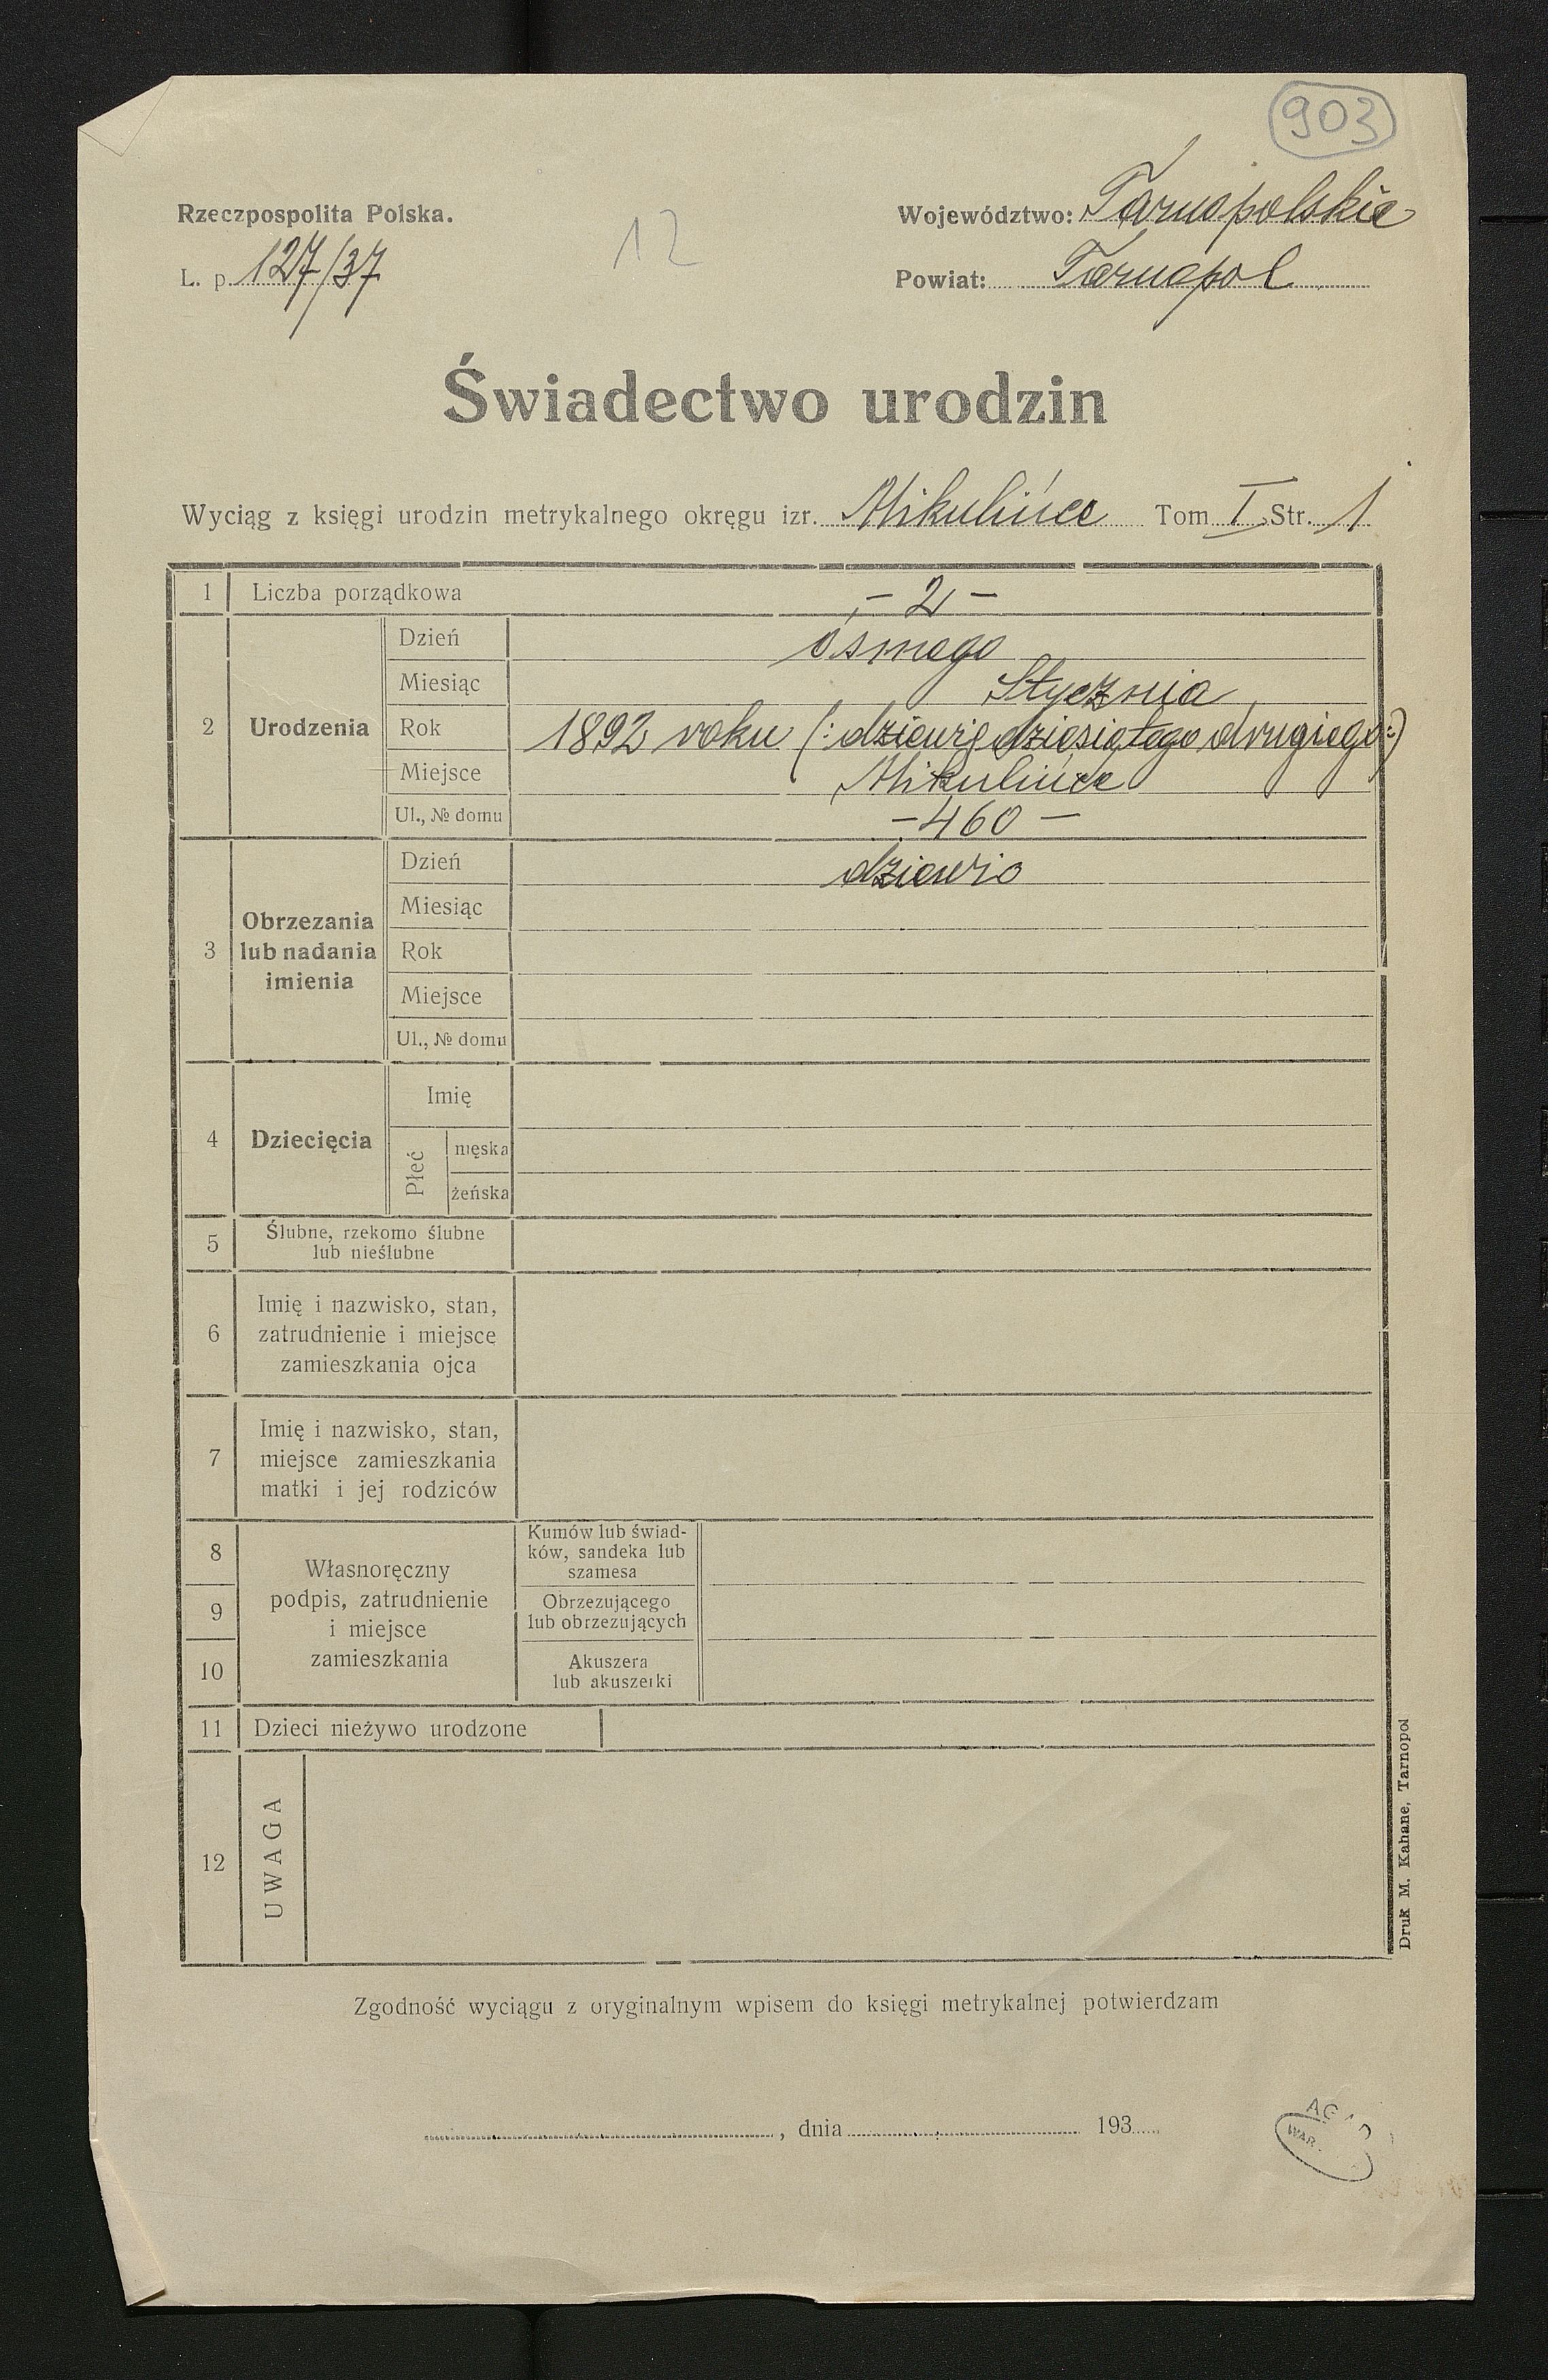 903
Rzeczpospolita Polska.
12
Województwo: Tarnopolskie
L. p. 127/37
Powiat: Tarnopol
Świadectwo urodzin
Wyciąg z księgi urodzin metrykalnego okręgu izr. Mikulińce Tom I Str. 1
1 Liczba porządkowa - 2 -
2 Urodzenia
Dzień ósmego
Miesiąc Stycznia
Rok 1892 roku (: dziewiędziesiątego drugiego:)
Miejsce Mikulińce
Ul., № domu - 460 -
3 Obrzezania lub nadania imienia
Dzień
Miesiąc
Rok
Miejsce
Ul., № domu
4 Dziecięcia
Imię
Płeć
męska
żeńska
5 Ślubne, rzekomo ślubne
lub nieślubne
6 Imię i nazwisko, stan,
zatrudnienie i miejsce
zamieszkania ojca
7 Imię i nazwisko, stan,
miejsce zamieszkania
matki i jej rodziców
Własnoręczny
podpis, zatrudnienie
i miejsce
zamieszkania
8 Kumów lub świad-
ków, sandeka lub
szamesa
9 Obrzezującego
lub obrzezujących
10 Akuszera
lub akuszerki
11 Dzieci nieżywo urodzone
12 UWAGA
Druk M. Kahane, Tarnopol
Zgodność wyciągu z oryginalnym wpisem do księgi metrykalnej potwierdzam
, dnia 193
WAR.